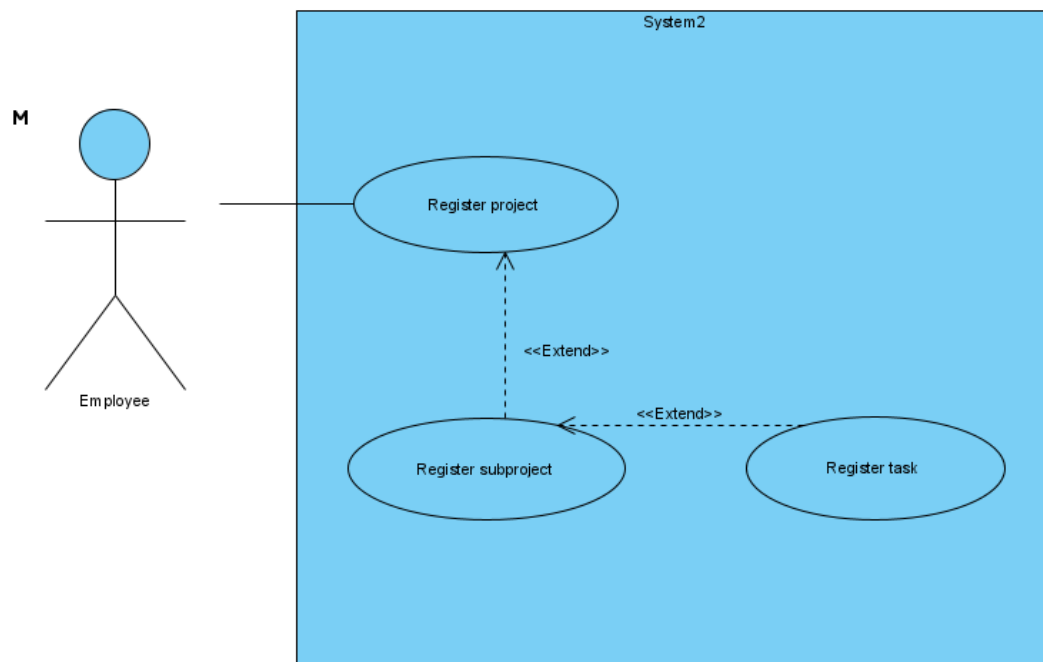 System2
M
Register project
<<Extend>>
Employee
<<Extend>>
Register subproject
Register task